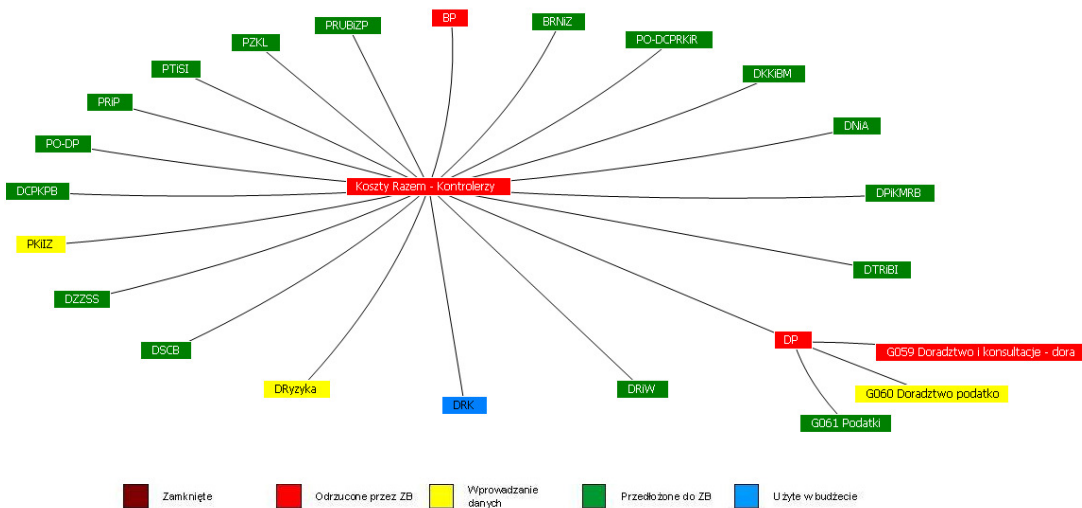 BP
BRNiZ
PRUBiZP
PO-DCPRKiR
PZKL
PTiSI
DKKiBM
PRiP
DNiA
PO-DP
Koszty Razem - Kontrolerzy
DCPKPB
DPiKMRB
PKiIZ
DTRiBI
DZZSS
DP
DSCB
G059 Doradztwo i konsultacje - dora
DRyzyka
DRiW
G060 Doradztwo podatko
DRK
G061 Podatki
Zamknięte
Odrzucone przez ZB
Wprowadzanie
danych
Przedłożone do ZB
Użyte w budżecie